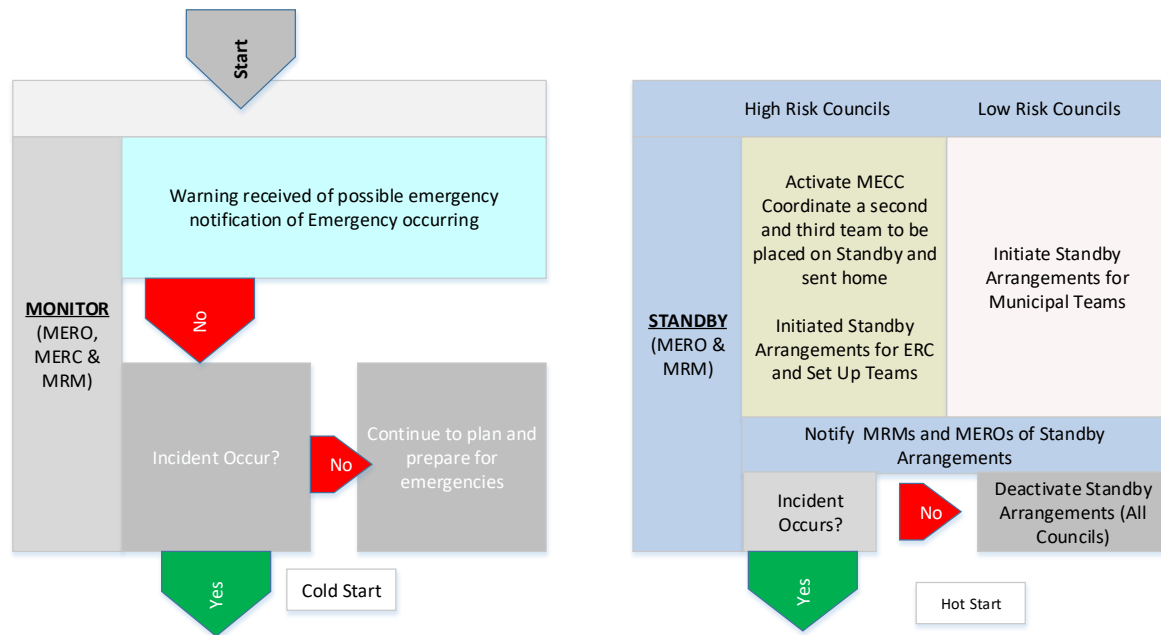 Start
Warning received of possible emergency
notification of Emergency occurring
MONITOR
(MERO,
MERC &
MRM)
No
Incident Occur?
No
Continue to plan and
prepare for
emergencies
Yes
Cold Start
High Risk Councils
Low Risk Councils
STANDBY
(MERO &
MRM)
Activate MECC
Coordinate a second
and third team to be
placed on Standby and
sent home
Initiated Standby
Arrangements for ERC
and Set Up Teams
Initiate Standby
Arrangements for
Municipal Teams
Notify MRMs and MEROs of Standby
Arrangements
Incident
Occurs?
No
Deactivate Standby
Arrangements (All
Councils)
Yes
Hot Start